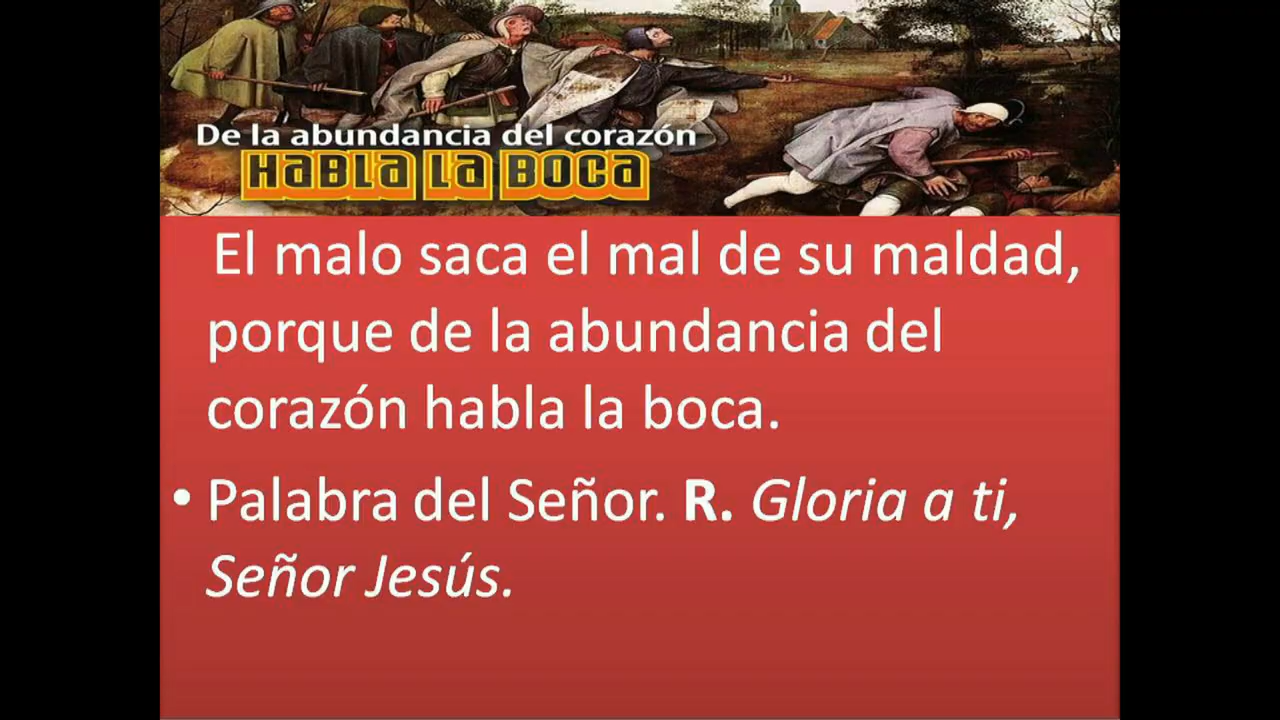 De la abundancia del corazón
HABLA LA BOCA
El malo saca el mal de su maldad,
porque de la abundancia del
corazón habla la boca.
• Palabra del Señor. R. Gloria a ti,
Señor Jesús.